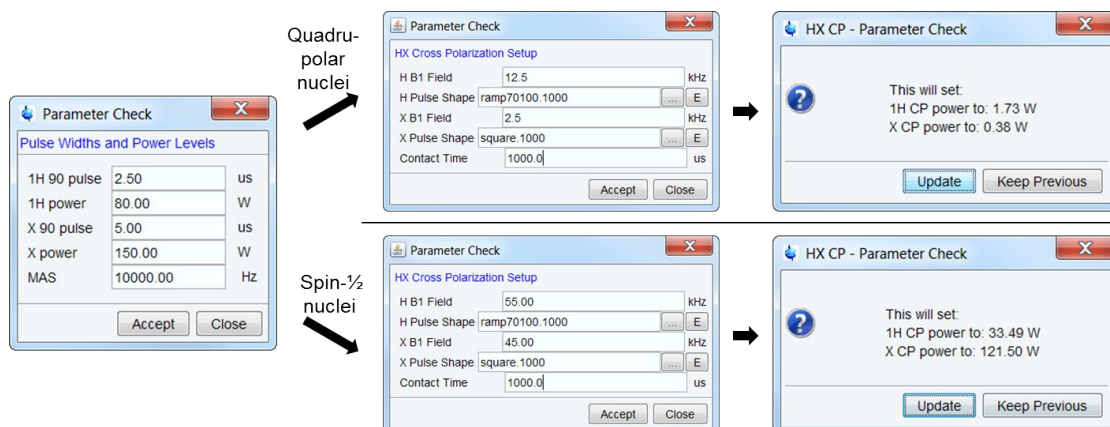 Parameter Check
Pulse Widths and Power Levels
1H 90 pulse 2.50 us
1H power 80.00 W
X 90 pulse 5.00 us
X power 150.00 W
MAS 10000.00 Hz
Accept Close
Quadru-
polar
nuclei
Parameter Check
HX Cross Polarization Setup
H B1 Field 12.5 kHz
H Pulse Shape ramp70100.1000 ... E
X B1 Field 2.5 kHz
X Pulse Shape square.1000 ... E
Contact Time 1000.0 us
Accept Close
HX CP - Parameter Check
This will set:
1H CP power to: 1.73 W
X CP power to: 0.38 W
Update Keep Previous
Spin-½
nuclei
Parameter Check
HX Cross Polarization Setup
H B1 Field 55.00 kHz
H Pulse Shape ramp70100.1000 ... E
X B1 Field 45.00 kHz
X Pulse Shape square.1000 ... E
Contact Time 1000.0 us
Accept Close
HX CP - Parameter Check
This will set:
1H CP power to: 33.49 W
X CP power to: 121.50 W
Update Keep Previous